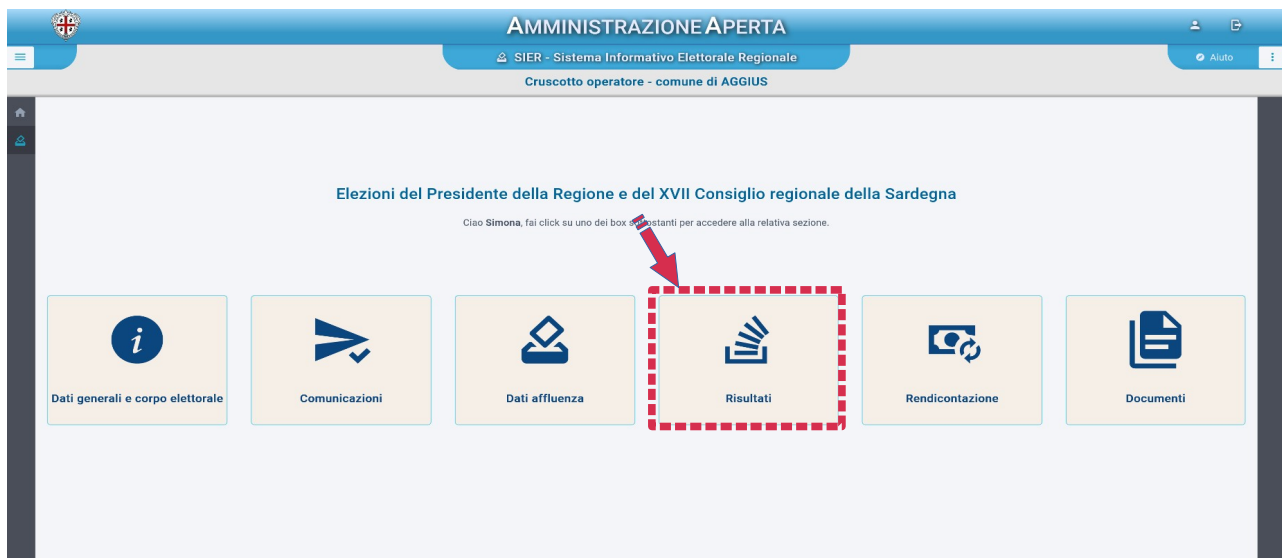 AMMINISTRAZIONE APERTA
SIER - Sistema Informativo Elettorale Regionale
Aiuto
Cruscotto operatore - comune di AGGIUS
Elezioni del Presidente della Regione e del XVII Consiglio regionale della Sardegna
Ciao Simona, fai click su uno dei box sottostanti per accedere alla relativa sezione.
Dati generali e corpo elettorale
Comunicazioni
Dati affluenza
Risultati
Rendicontazione
Documenti